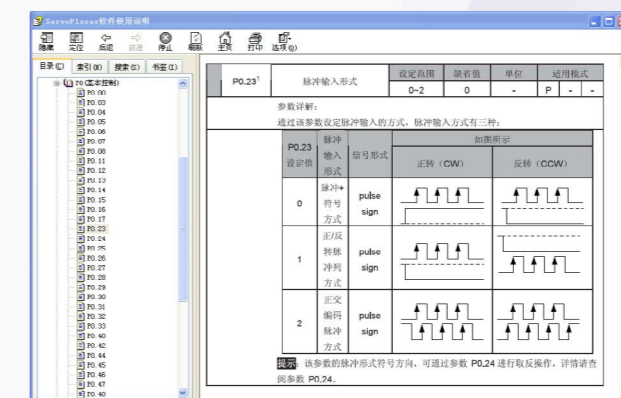 ServoPlorer软件使用说明
隐藏 定位 后退 前进 停止 刷新 主页 打印 选项(O)
目录(C) 索引(N) 搜索(S) 书签(I)
P0(基本控制)
P0.00
P0.03
P0.04
P0.05
P0.06
P0.07
P0.08
P0.11
P0.12
P0.13
P0.14
P0.15
P0.16
P0.17
P0.23
P0.24
P0.25
P0.26
P0.27
P0.28
P0.29
P0.30
P0.31
P0.32
P0.33
P0.40
P0.42
P0.44
P0.45
P0.46
P0.47
P0.23¹ 脉冲输入形式 设定范围 缺省值 单位 适用模式
0~2 0 - P - -
参数详解：
通过该参数设定脉冲输入的方式，脉冲输入方式有三种：
P0.23设定值 脉冲输入形式 信号形式 如图所示
正转（CW） 反转（CCW）
0 脉冲+符号方式 pulse sign
1 正/反转脉冲列方式 pulse sign
2 正交编码脉冲方式 pulse sign
提示：该参数的脉冲形式符号方向，可通过参数 P0.24 进行取反操作，详情请查
阅参数 P0.24。